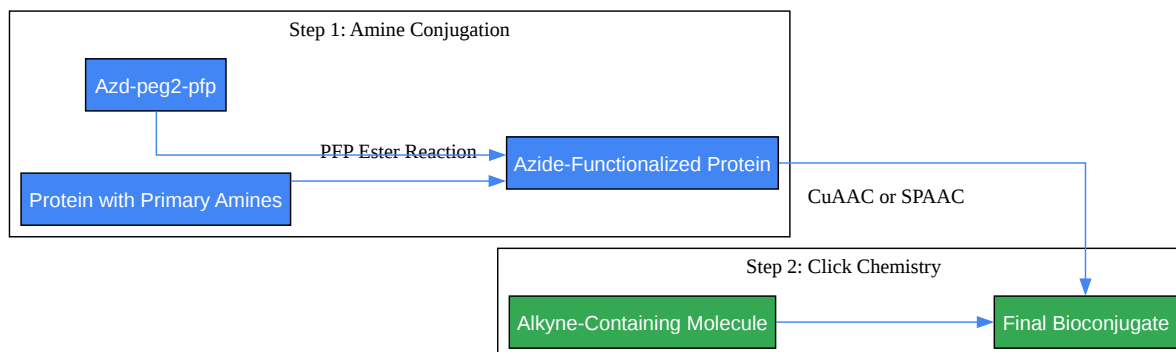 Step 1: Amine Conjugation
Azd-peg2-pfp
PFP Ester Reaction
Azide-Functionalized Protein
Protein with Primary Amines
CuAAC or SPAAC
Step 2: Click Chemistry
Alkyne-Containing Molecule
Final Bioconjugate